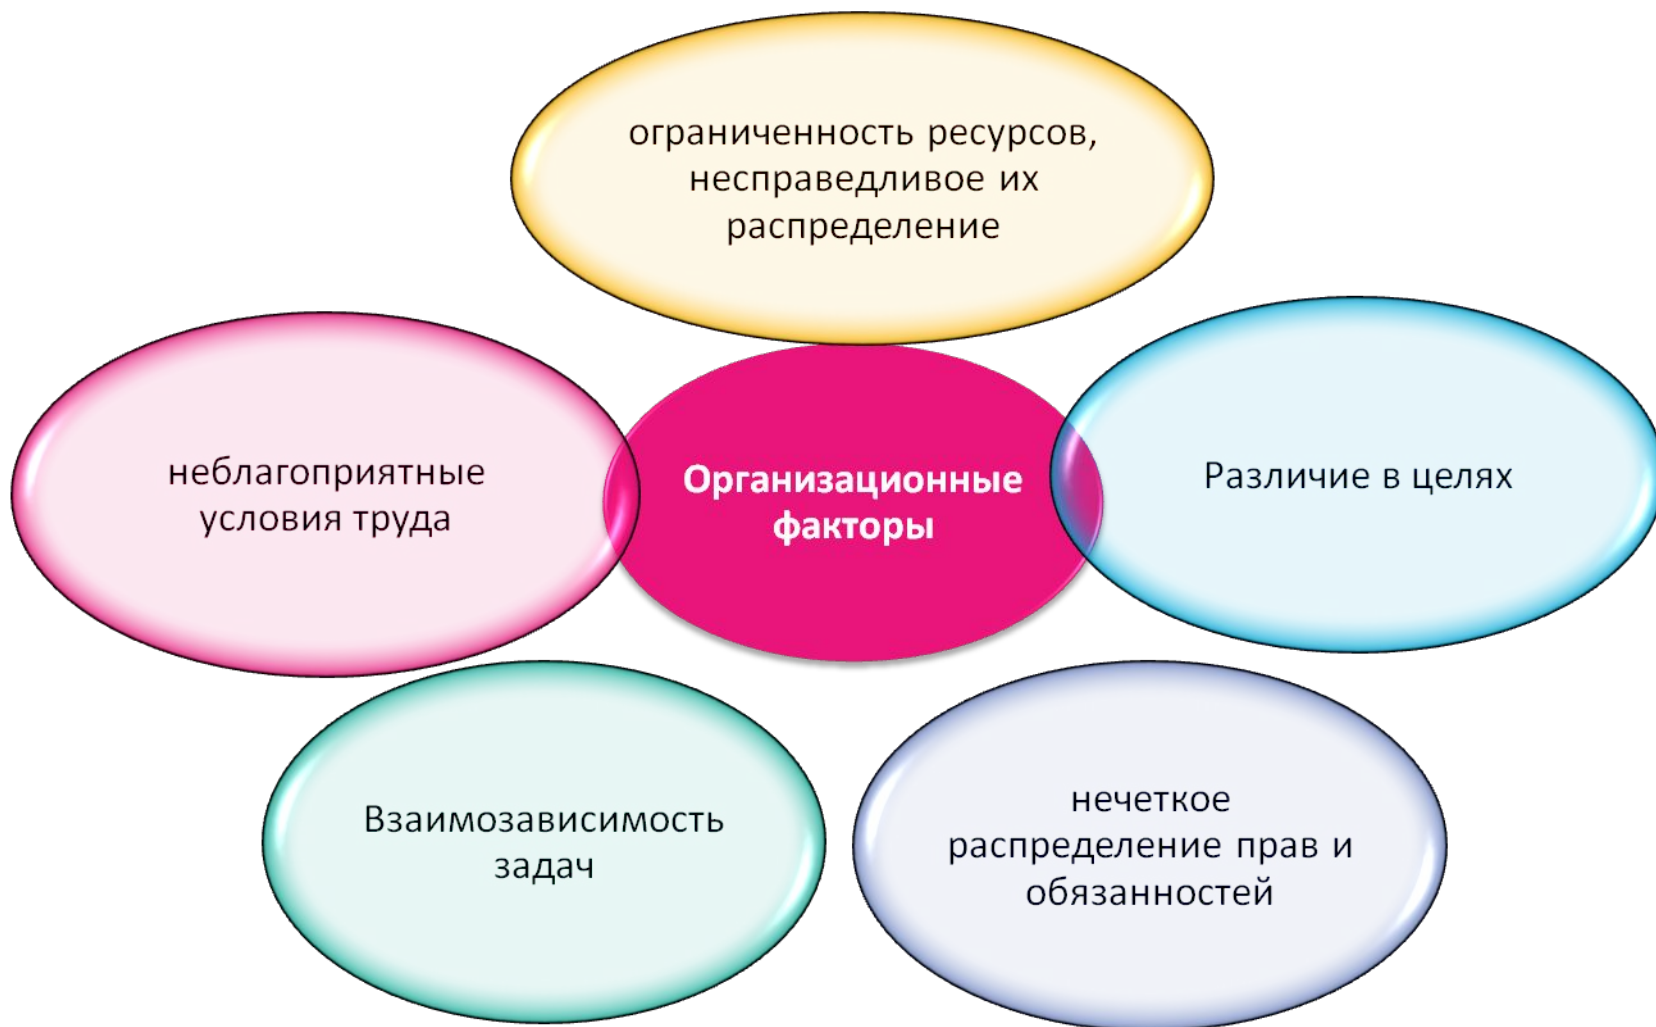 ограниченность ресурсов,
несправедливое их
распределение
неблагоприятные
условия труда
Организационные
факторы
Различие в целях
Взаимозависимость
задач
нечеткое
распределение прав и
обязанностей